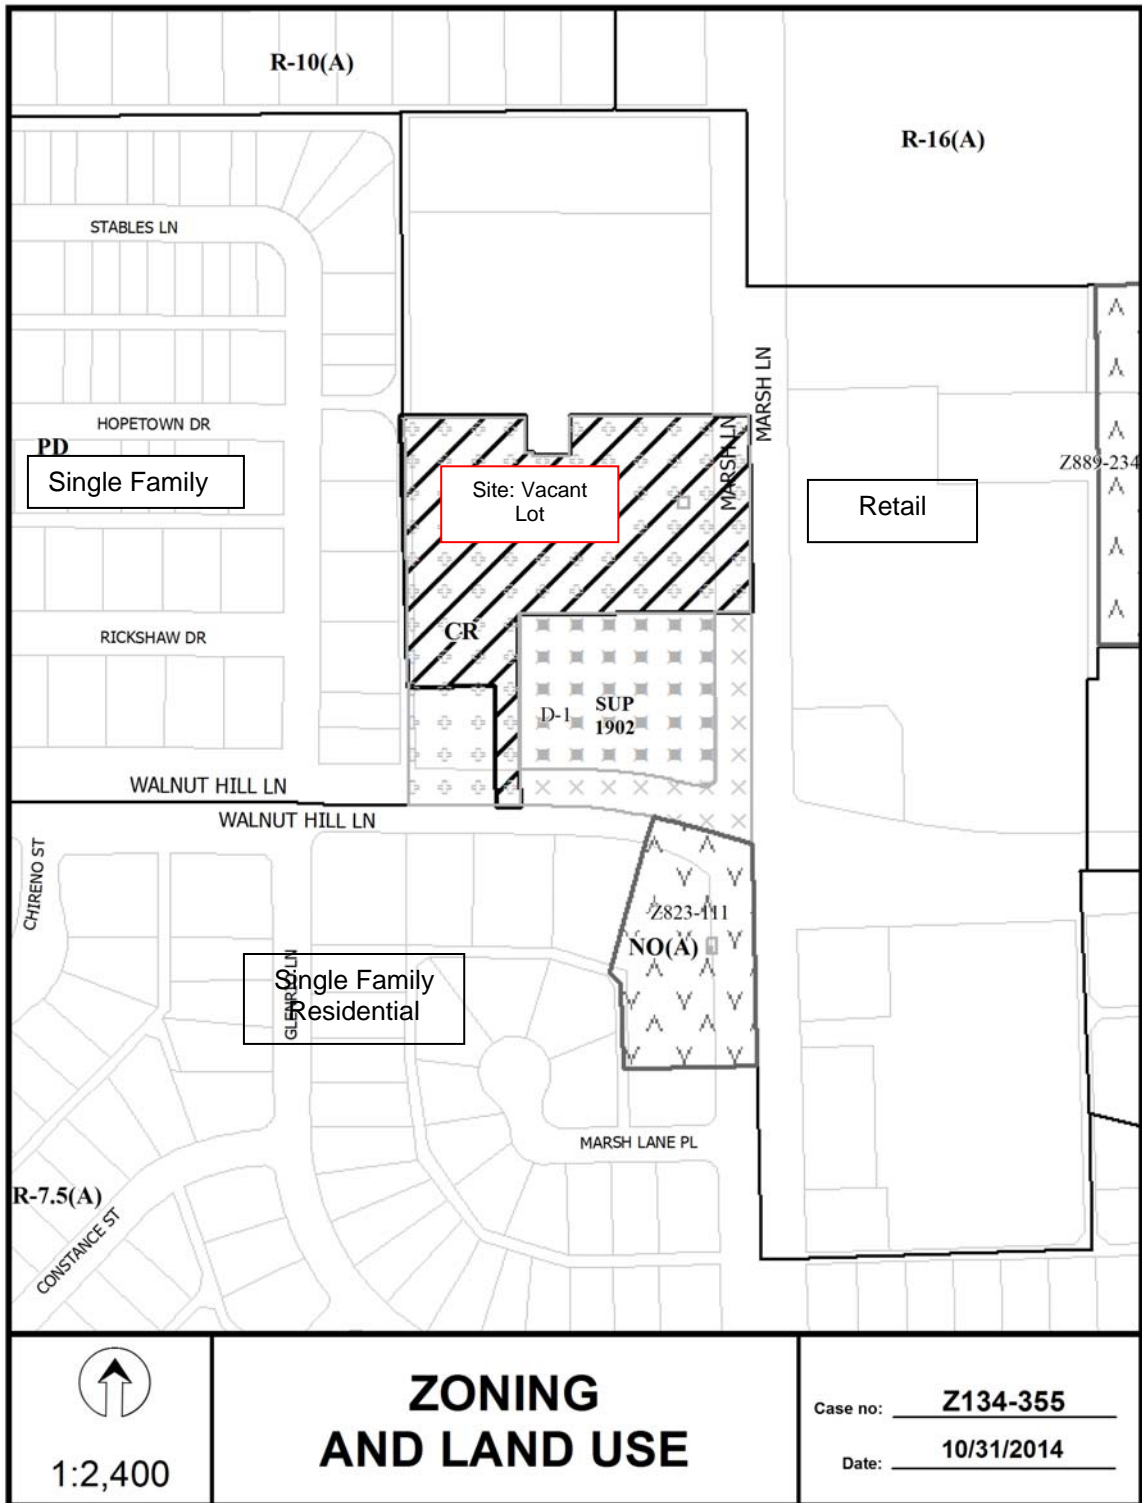 R-10(A)
R-16(A)
STABLES LN
MARSH LN
HOPETOWN DR
PD
Single Family
Site: Vacant
Lot
MARSH LN
Retail
Z889-234
CR
RICKSHAW DR
D-1
SUP
1902
WALNUT HILL LN
WALNUT HILL LN
CHIRENO ST
Z823-111
NO(A)
Single Family
Residential
MARSH LANE PL
R-7.5(A)
CONSTANCE ST
1:2,400
ZONING
AND LAND USE
Case no: Z134-355
Date: 10/31/2014